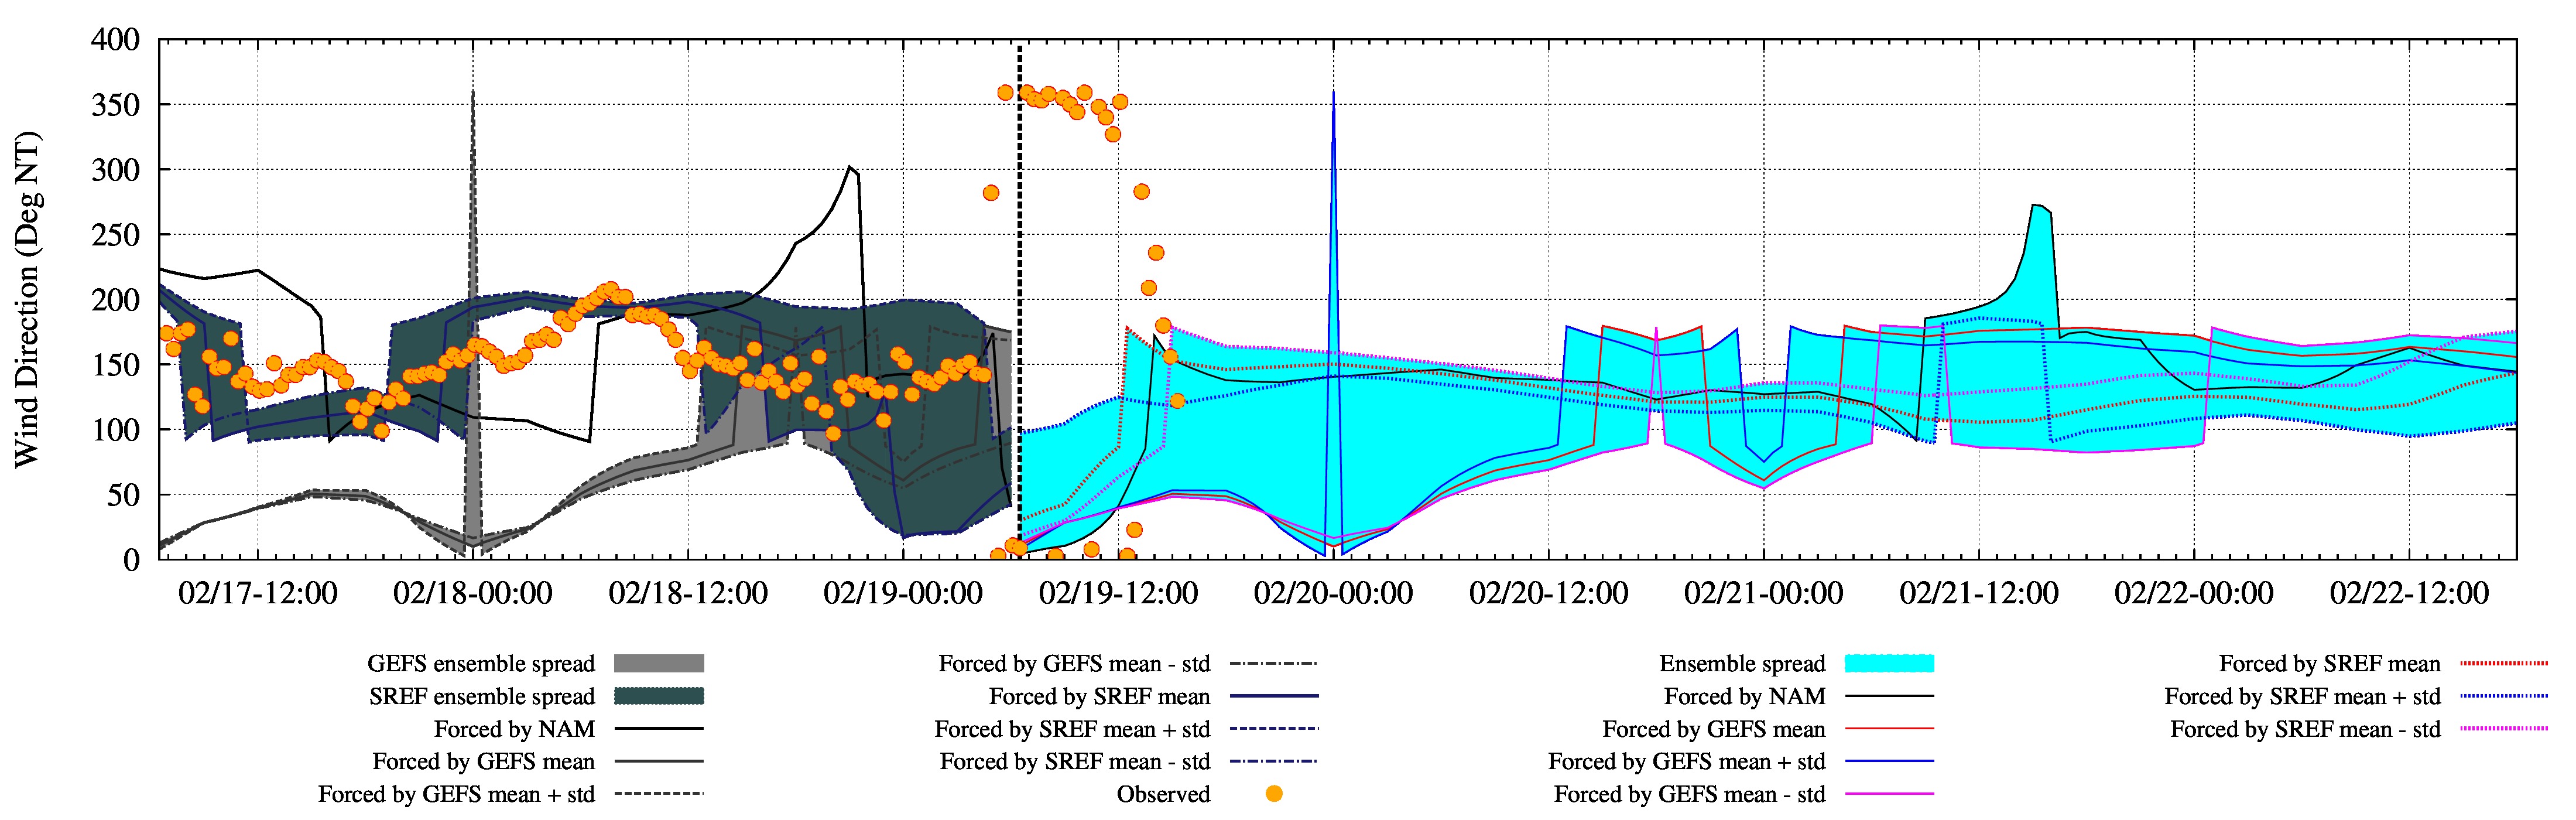 Wind Direction (Deg NT)
400
350
300
250
200
150
100
50
0
02/17-12:00 02/18-00:00 02/18-12:00 02/19-00:00 02/19-12:00 02/20-00:00 02/20-12:00 02/21-00:00 02/21-12:00 02/22-00:00 02/22-12:00
GEFS ensemble spread
SREF ensemble spread
Forced by NAM
Forced by GEFS mean
Forced by GEFS mean + std
Forced by GEFS mean - std
Forced by SREF mean
Forced by SREF mean + std
Forced by SREF mean - std
Observed
Ensemble spread
Forced by NAM
Forced by GEFS mean
Forced by GEFS mean + std
Forced by GEFS mean - std
Forced by SREF mean
Forced by SREF mean + std
Forced by SREF mean - std